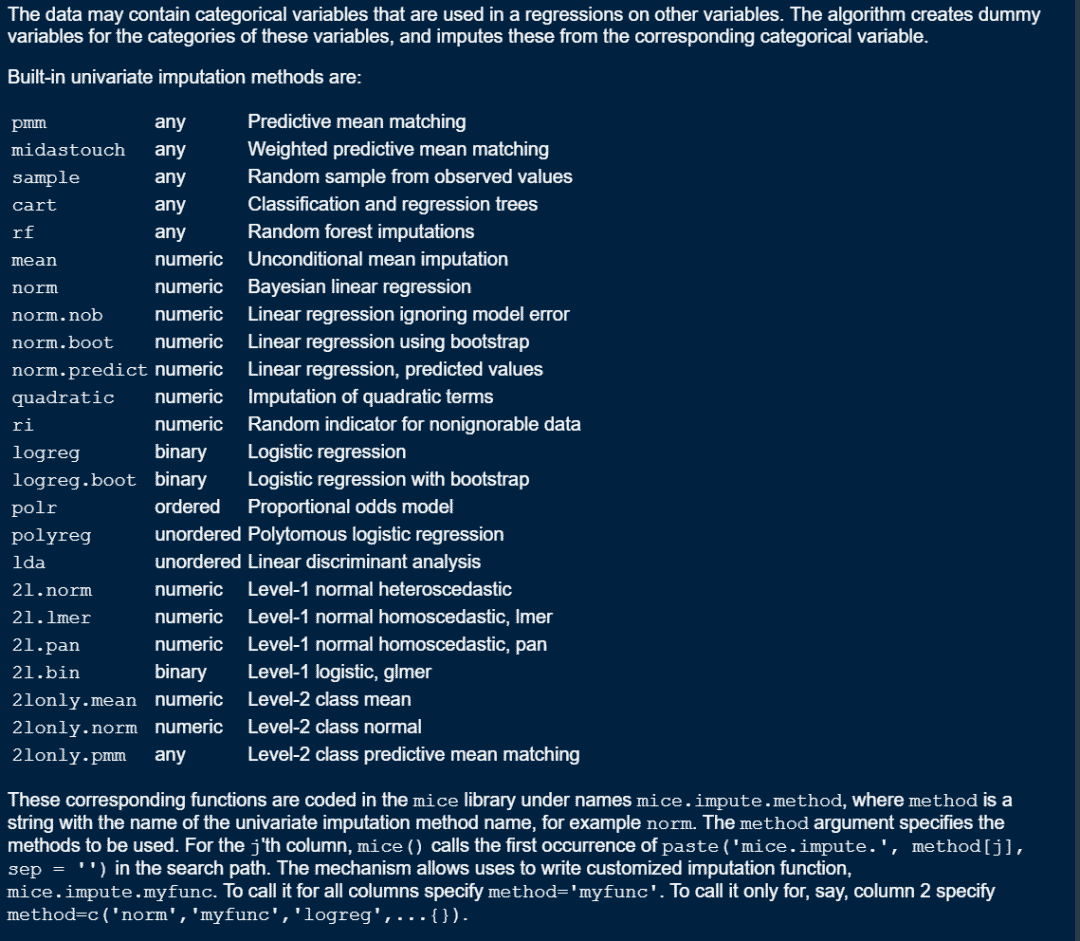 The data may contain categorical variables that are used in a regressions on other variables. The algorithm creates dummy
variables for the categories of these variables, and imputes these from the corresponding categorical variable.
Built-in univariate imputation methods are:
pmm any Predictive mean matching
midastouch any Weighted predictive mean matching
sample any Random sample from observed values
cart any Classification and regression trees
rf any Random forest imputations
mean numeric Unconditional mean imputation
norm numeric Bayesian linear regression
norm.nob numeric Linear regression ignoring model error
norm.boot numeric Linear regression using bootstrap
norm.predict numeric Linear regression, predicted values
quadratic numeric Imputation of quadratic terms
ri numeric Random indicator for nonignorable data
logreg binary Logistic regression
logreg.boot binary Logistic regression with bootstrap
polr ordered Proportional odds model
polyreg unordered Polytomous logistic regression
lda unordered Linear discriminant analysis
2l.norm numeric Level-1 normal heteroscedastic
2l.lmer numeric Level-1 normal homoscedastic, lmer
2l.pan numeric Level-1 normal homoscedastic, pan
2l.bin binary Level-1 logistic, glmer
2lonly.mean numeric Level-2 class mean
2lonly.norm numeric Level-2 class normal
2lonly.pmm any Level-2 class predictive mean matching
These corresponding functions are coded in the mice library under names mice.impute.method, where method is a
string with the name of the univariate imputation method name, for example norm. The method argument specifies the
methods to be used. For the j'th column, mice() calls the first occurrence of paste('mice.impute.', method[j],
sep = '') in the search path. The mechanism allows uses to write customized imputation function,
mice.impute.myfunc. To call it for all columns specify method='myfunc'. To call it only for, say, column 2 specify
method=c('norm','myfunc','logreg',...{}).